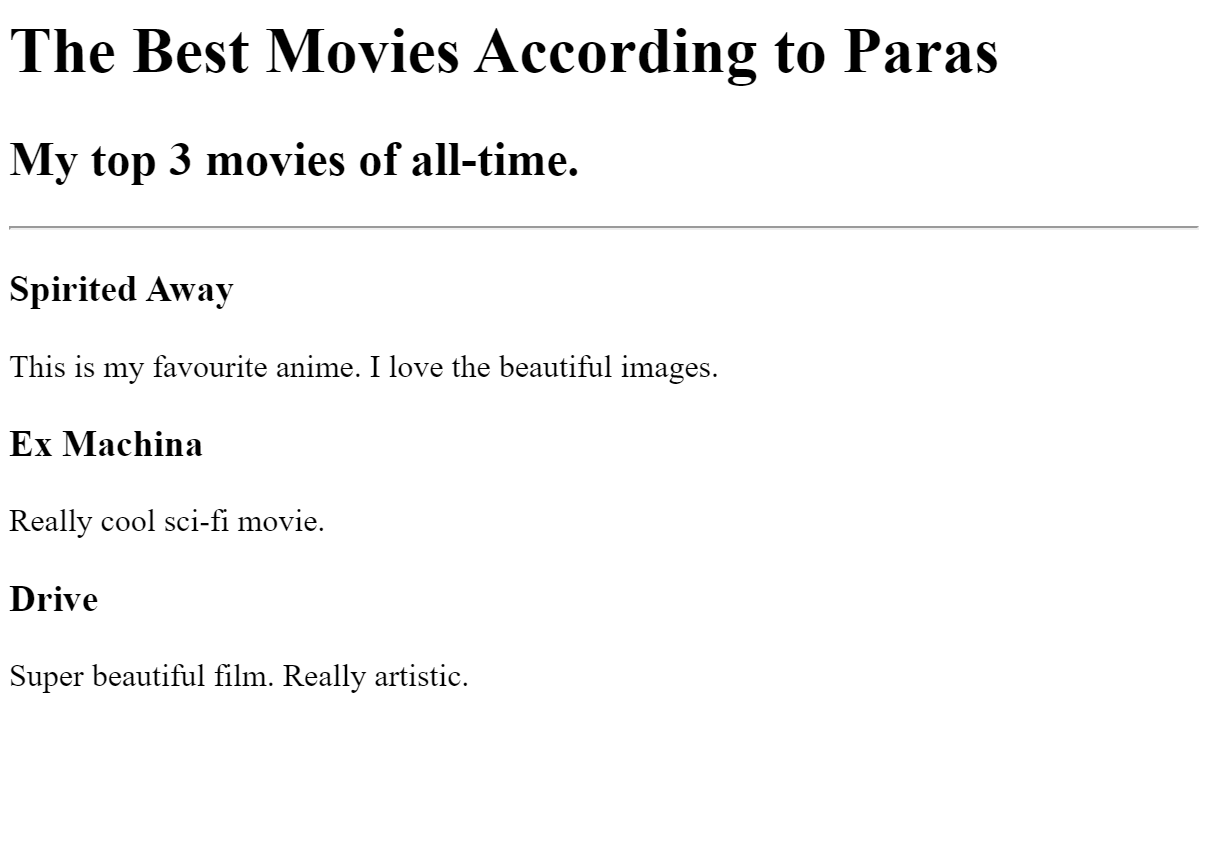 The Best Movies According to Paras
My top 3 movies of all-time.
Spirited Away
This is my favourite anime. I love the beautiful images.
Ex Machina
Really cool sci-fi movie.
Drive
Super beautiful film. Really artistic.